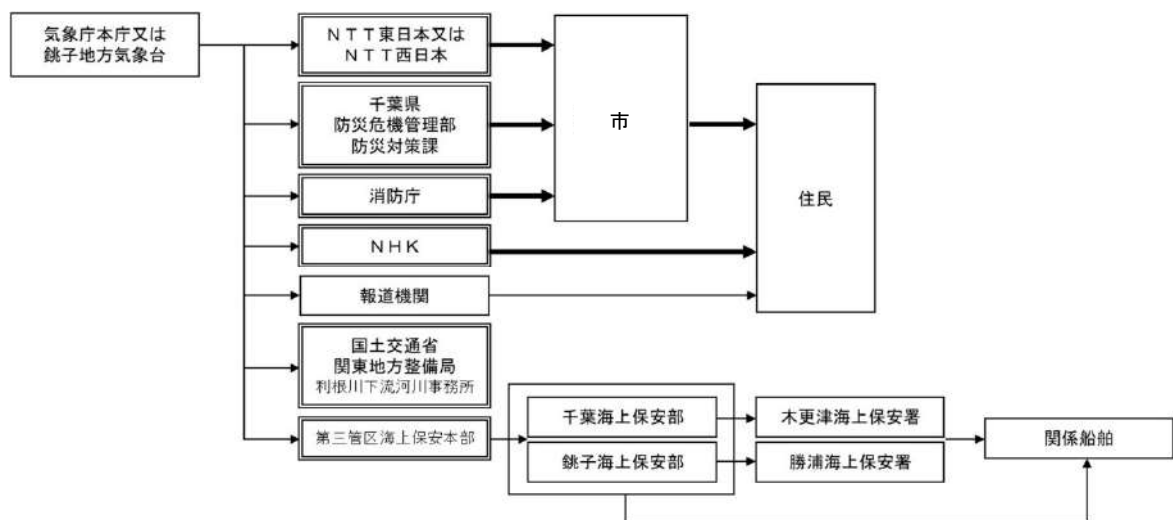 気象庁本庁又は
銚子地方気象台
ＮＴＴ東日本又は
ＮＴＴ西日本
千葉県
防災危機管理部
防災対策課
消防庁
ＮＨＫ
報道機関
国土交通省
関東地方整備局
利根川下流河川事務所
第三管区海上保安本部
市
住民
千葉海上保安部
銚子海上保安部
木更津海上保安署
勝浦海上保安署
関係船舶